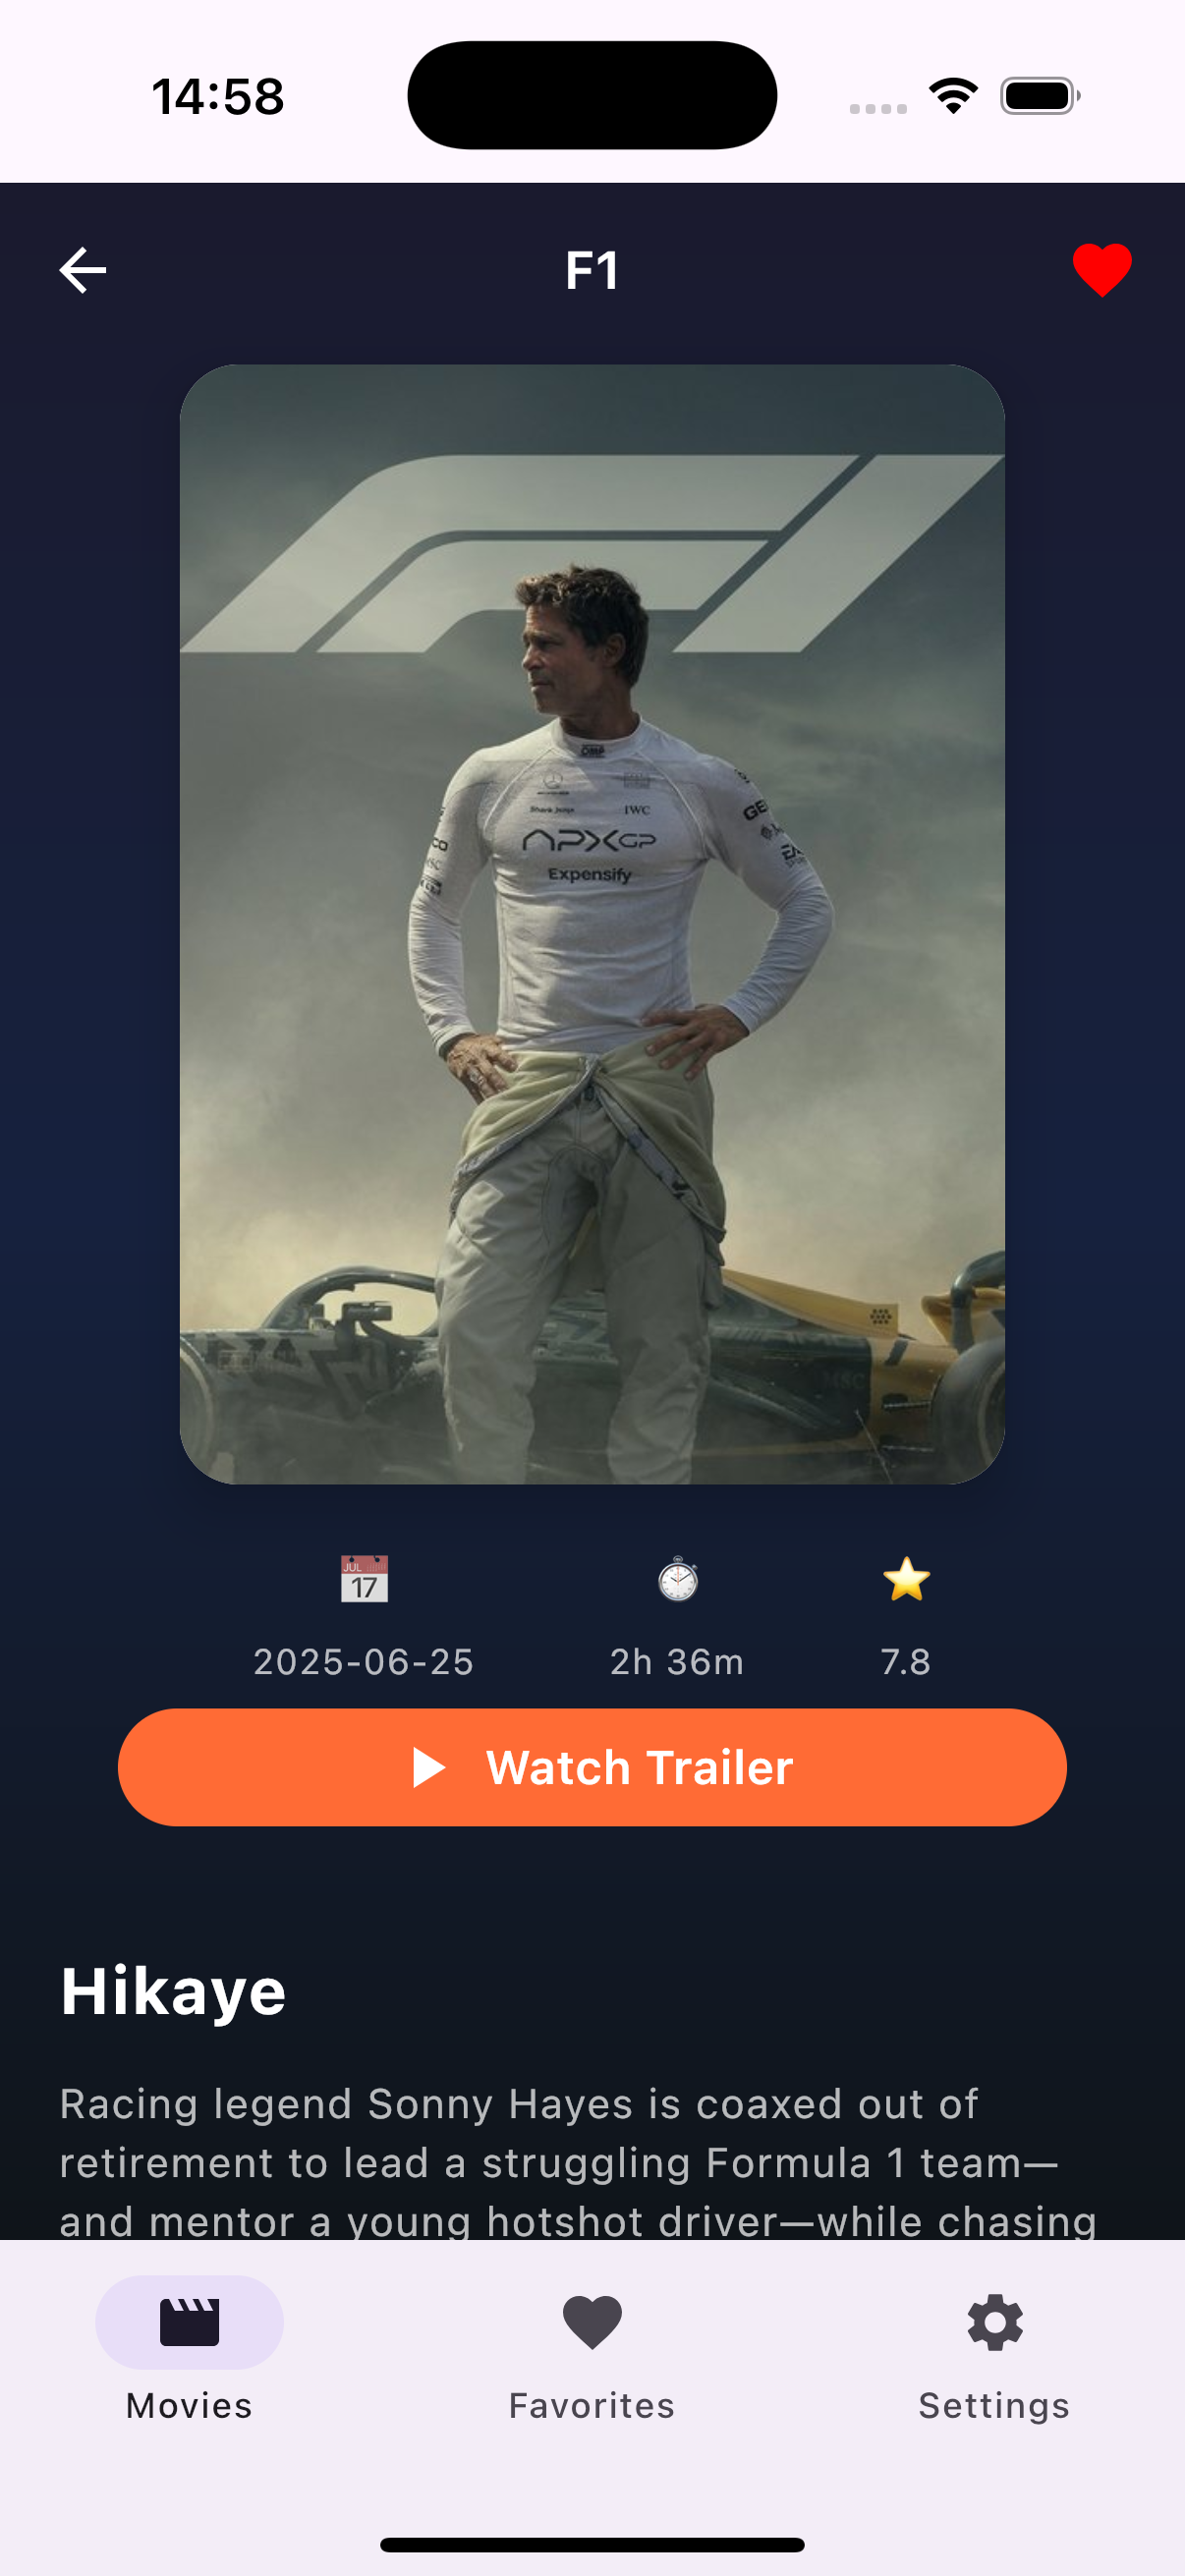 14:58
F1
F1
OMP
IWC
APXGP
Expensify
JUL
17
2025-06-25
2h 36m
7.8
Watch Trailer
Hikaye
Racing legend Sonny Hayes is coaxed out of
retirement to lead a struggling Formula 1 team—
and mentor a young hotshot driver—while chasing
Movies
Favorites
Settings